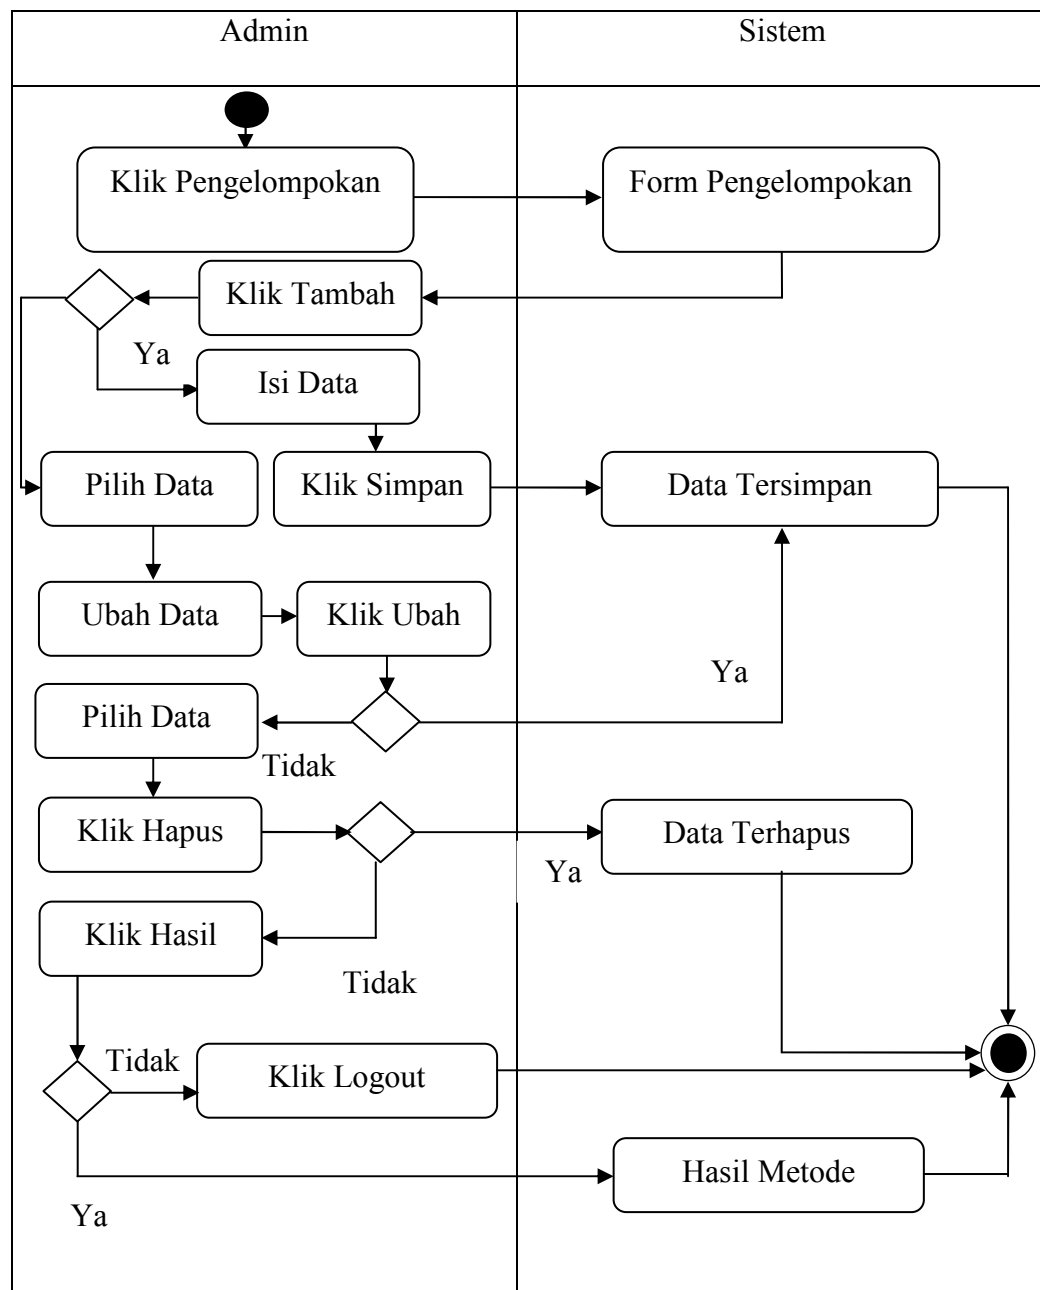 Admin
Sistem
Klik Pengelompokan
Form Pengelompokan
Klik Tambah
Ya
Isi Data
Pilih Data
Klik Simpan
Data Tersimpan
Ubah Data
Klik Ubah
Ya
Pilih Data
Tidak
Klik Hapus
Data Terhapus
Ya
Klik Hasil
Tidak
Tidak
Klik Logout
Hasil Metode
Ya